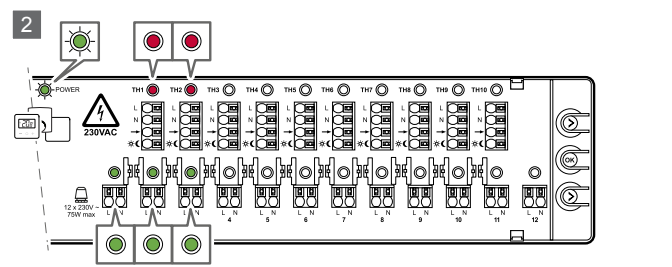 2
POWER
TH1 TH2 TH3 TH4 TH5 TH6 TH7 TH8 TH9 TH10
L
N
230VAC
OK
12 x 230V ~
75W max
L N L N L N L N L N L N L N L N L N L N L N L N
4 5 6 7 8 9 10 11 12